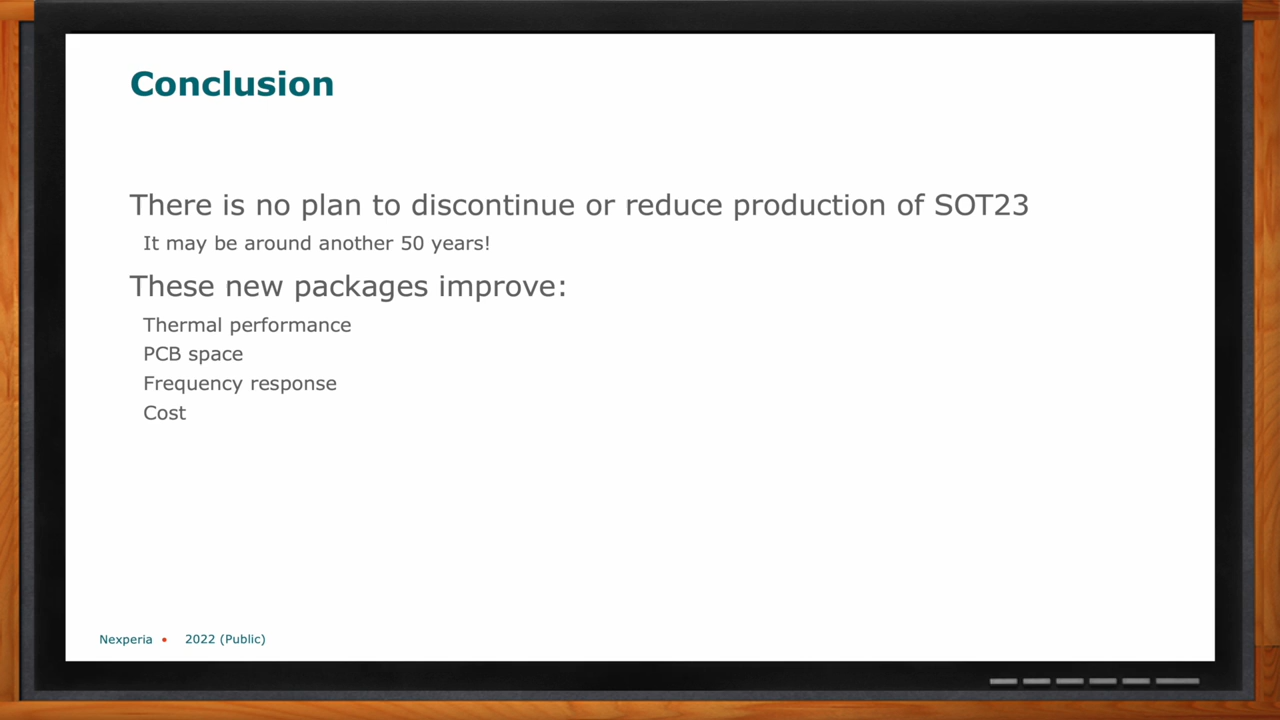 Conclusion
There is no plan to discontinue or reduce production of SOT23
It may be around another 50 years!
These new packages improve:
Thermal performance
PCB space
Frequency response
Cost
Nexperia • 2022 (Public)